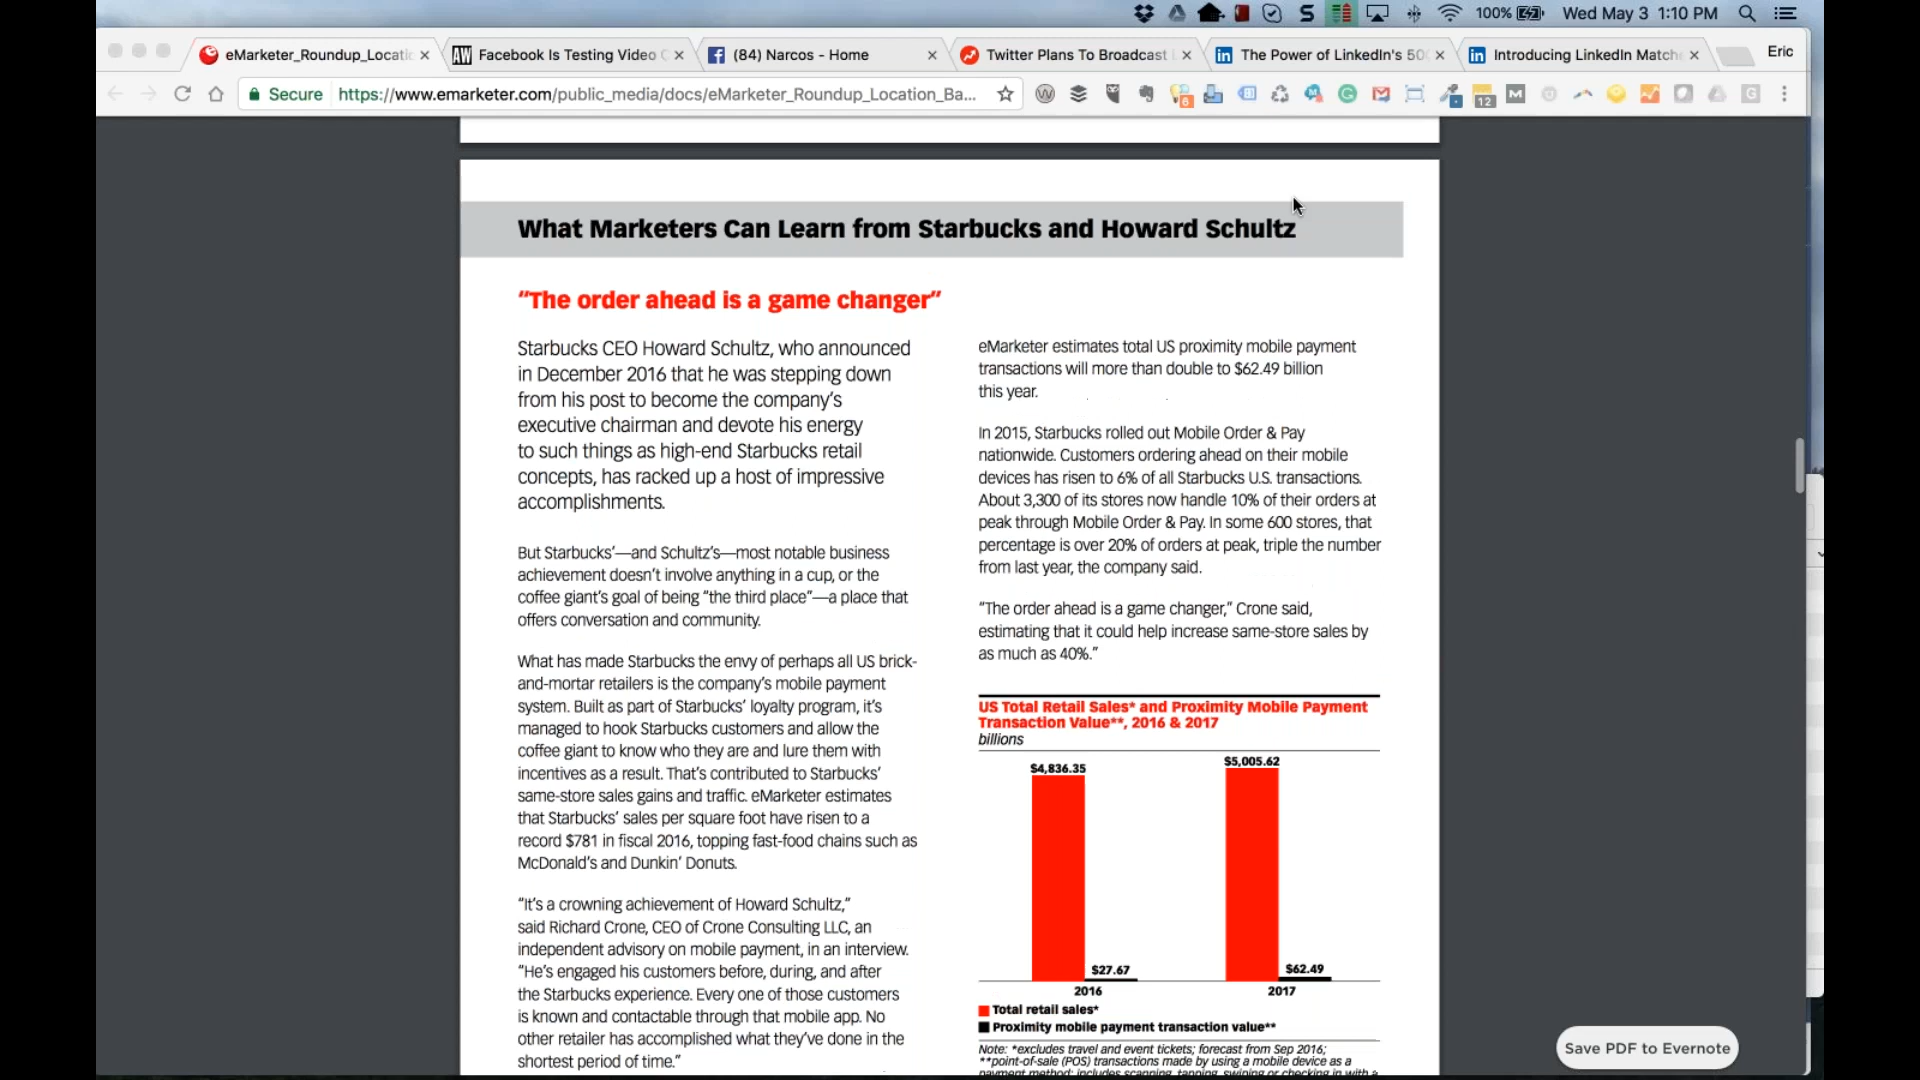 100%
Wed May 3 1:10 PM
eMarketer_Roundup_Locati
Facebook Is Testing Video
(84) Narcos - Home
Twitter Plans To Broadcast
The Power of LinkedIn's 50
Introducing LinkedIn Match
Eric
Secure
https://www.emarketer.com/public_media/docs/eMarketer_Roundup_Location_Ba...
What Marketers Can Learn from Starbucks and Howard Schultz
“The order ahead is a game changer”
Starbucks CEO Howard Schultz, who announced
in December 2016 that he was stepping down
from his post to become the company’s
executive chairman and devote his energy
to such things as high-end Starbucks retail
concepts, has racked up a host of impressive
accomplishments.
But Starbucks’—and Schultz’s—most notable business
achievement doesn’t involve anything in a cup, or the
coffee giant’s goal of being “the third place”—a place that
offers conversation and community.
What has made Starbucks the envy of perhaps all US brick-
and-mortar retailers is the company’s mobile payment
system. Built as part of Starbucks’ loyalty program, it’s
managed to hook Starbucks customers and allow the
coffee giant to know who they are and lure them with
incentives as a result. That’s contributed to Starbucks’
same-store sales gains and traffic. eMarketer estimates
that Starbucks’ sales per square foot have risen to a
record $781 in fiscal 2016, topping fast-food chains such as
McDonald’s and Dunkin’ Donuts.
“It’s a crowning achievement of Howard Schultz,”
said Richard Crone, CEO of Crone Consulting LLC, an
independent advisory on mobile payment, in an interview.
“He’s engaged his customers before, during, and after
the Starbucks experience. Every one of those customers
is known and contactable through that mobile app. No
other retailer has accomplished what they’ve done in the
shortest period of time.”
eMarketer estimates total US proximity mobile payment
transactions will more than double to $62.49 billion
this year.
In 2015, Starbucks rolled out Mobile Order & Pay
nationwide. Customers ordering ahead on their mobile
devices has risen to 6% of all Starbucks U.S. transactions.
About 3,300 of its stores now handle 10% of their orders at
peak through Mobile Order & Pay. In some 600 stores, that
percentage is over 20% of orders at peak, triple the number
from last year, the company said.
“The order ahead is a game changer,” Crone said,
estimating that it could help increase same-store sales by
as much as 40%.”
US Total Retail Sales* and Proximity Mobile Payment
Transaction Value**, 2016 & 2017
billions
$4,836.35
$5,005.62
$27.67
$62.49
2016
2017
Total retail sales*
Proximity mobile payment transaction value**
Note: *excludes travel and event tickets; forecast from Sep 2016;
**point-of-sale (POS) transactions made by using a mobile device as a
payment method; includes scanning, tapping, swiping or checking in with a
Save PDF to Evernote